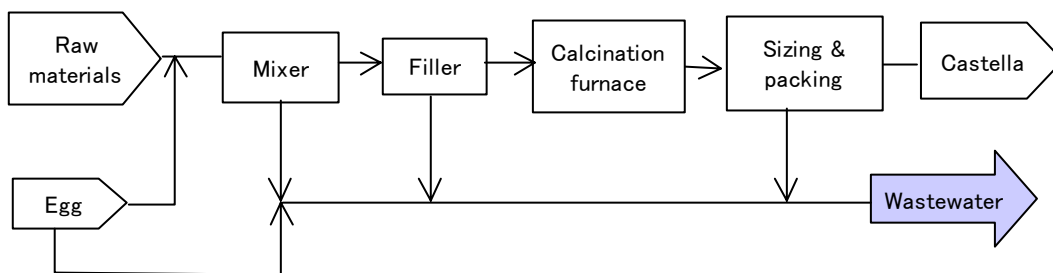 Raw
materials
Mixer
Filler
Calcination
furnace
Sizing &
packing
Castella
Egg
Wastewater